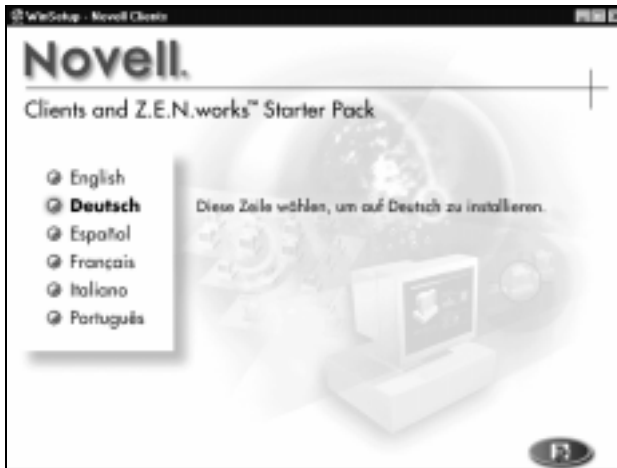 WinSetup - Novell Clients
Novell.
Clients and Z.E.N.works™ Starter Pack
English
Deutsch
Diese Zeile wählen, um auf Deutsch zu installieren.
Español
Français
Italiano
Português